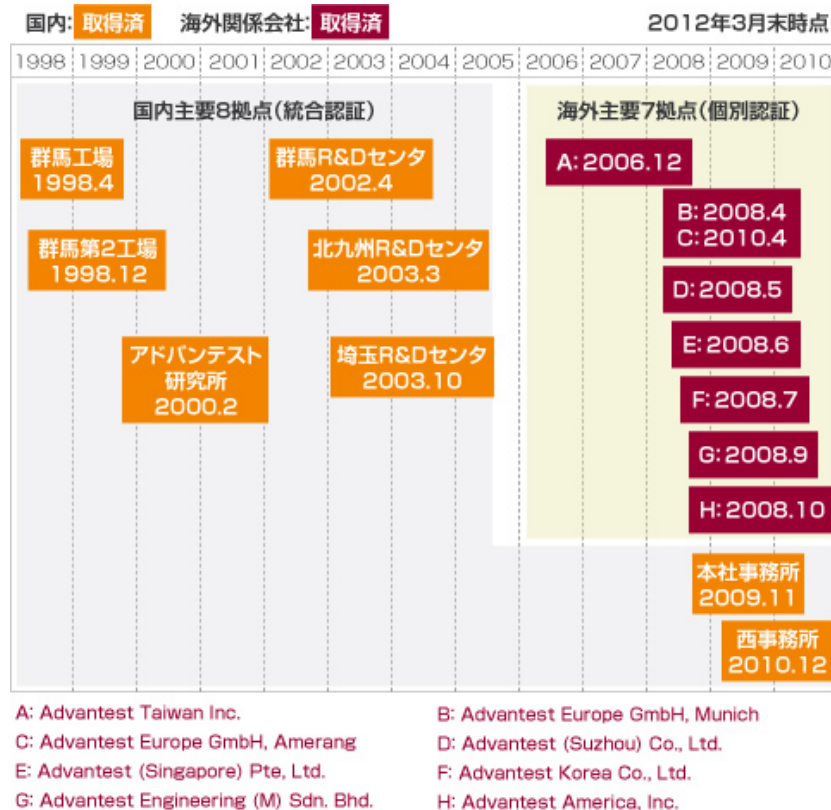 国内: 取得済 海外関係会社: 取得済 2012年3月末時点
1998 1999 2000 2001 2002 2003 2004 2005 2006 2007 2008 2009 2010
国内主要8拠点(統合認証)
海外主要7拠点(個別認証)
群馬工場
1998.4
群馬R&Dセンタ
2002.4
A: 2006.12
B: 2008.4
C: 2010.4
群馬第2工場
1998.12
北九州R&Dセンタ
2003.3
D: 2008.5
アドバンテスト
研究所
2000.2
埼玉R&Dセンタ
2003.10
E: 2008.6
F: 2008.7
G: 2008.9
H: 2008.10
本社事務所
2009.11
西事務所
2010.12
A: Advantest Taiwan Inc.
B: Advantest Europe GmbH, Munich
C: Advantest Europe GmbH, Amerang
D: Advantest (Suzhou) Co., Ltd.
E: Advantest (Singapore) Pte, Ltd.
F: Advantest Korea Co., Ltd.
G: Advantest Engineering (M) Sdn. Bhd.
H: Advantest America, Inc.